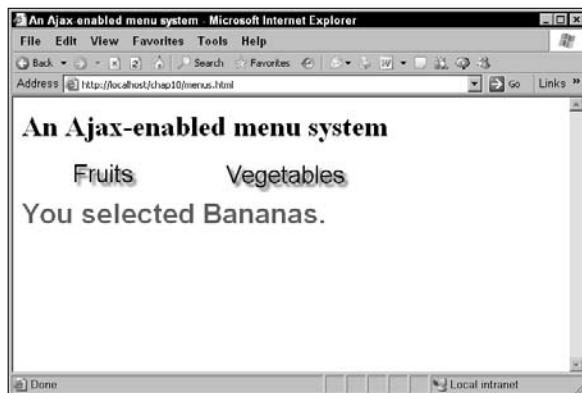 An Ajax-enabled menu system - Microsoft Internet Explorer
File Edit View Favorites Tools Help
Back Search Favorites
Address http://localhost/chap10/menus.html Go Links »
An Ajax-enabled menu system
Fruits Vegetables
You selected Bananas.
Done Local intranet